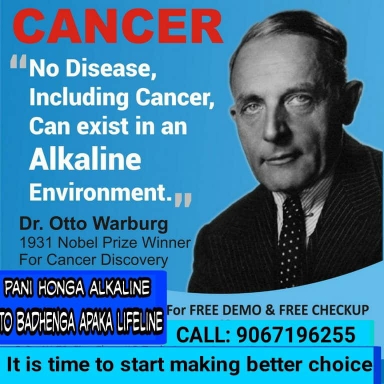 CANCER
“No Disease,
Including Cancer,
Can exist in an
Alkaline
Environment.”
Dr. Otto Warburg
1931 Nobel Prize Winner
For Cancer Discovery
PANI HONGA ALKALINE
TO BADHENGA APAKA LIFELINE
For FREE DEMO & FREE CHECKUP
CALL: 9067196255
It is time to start making better choice